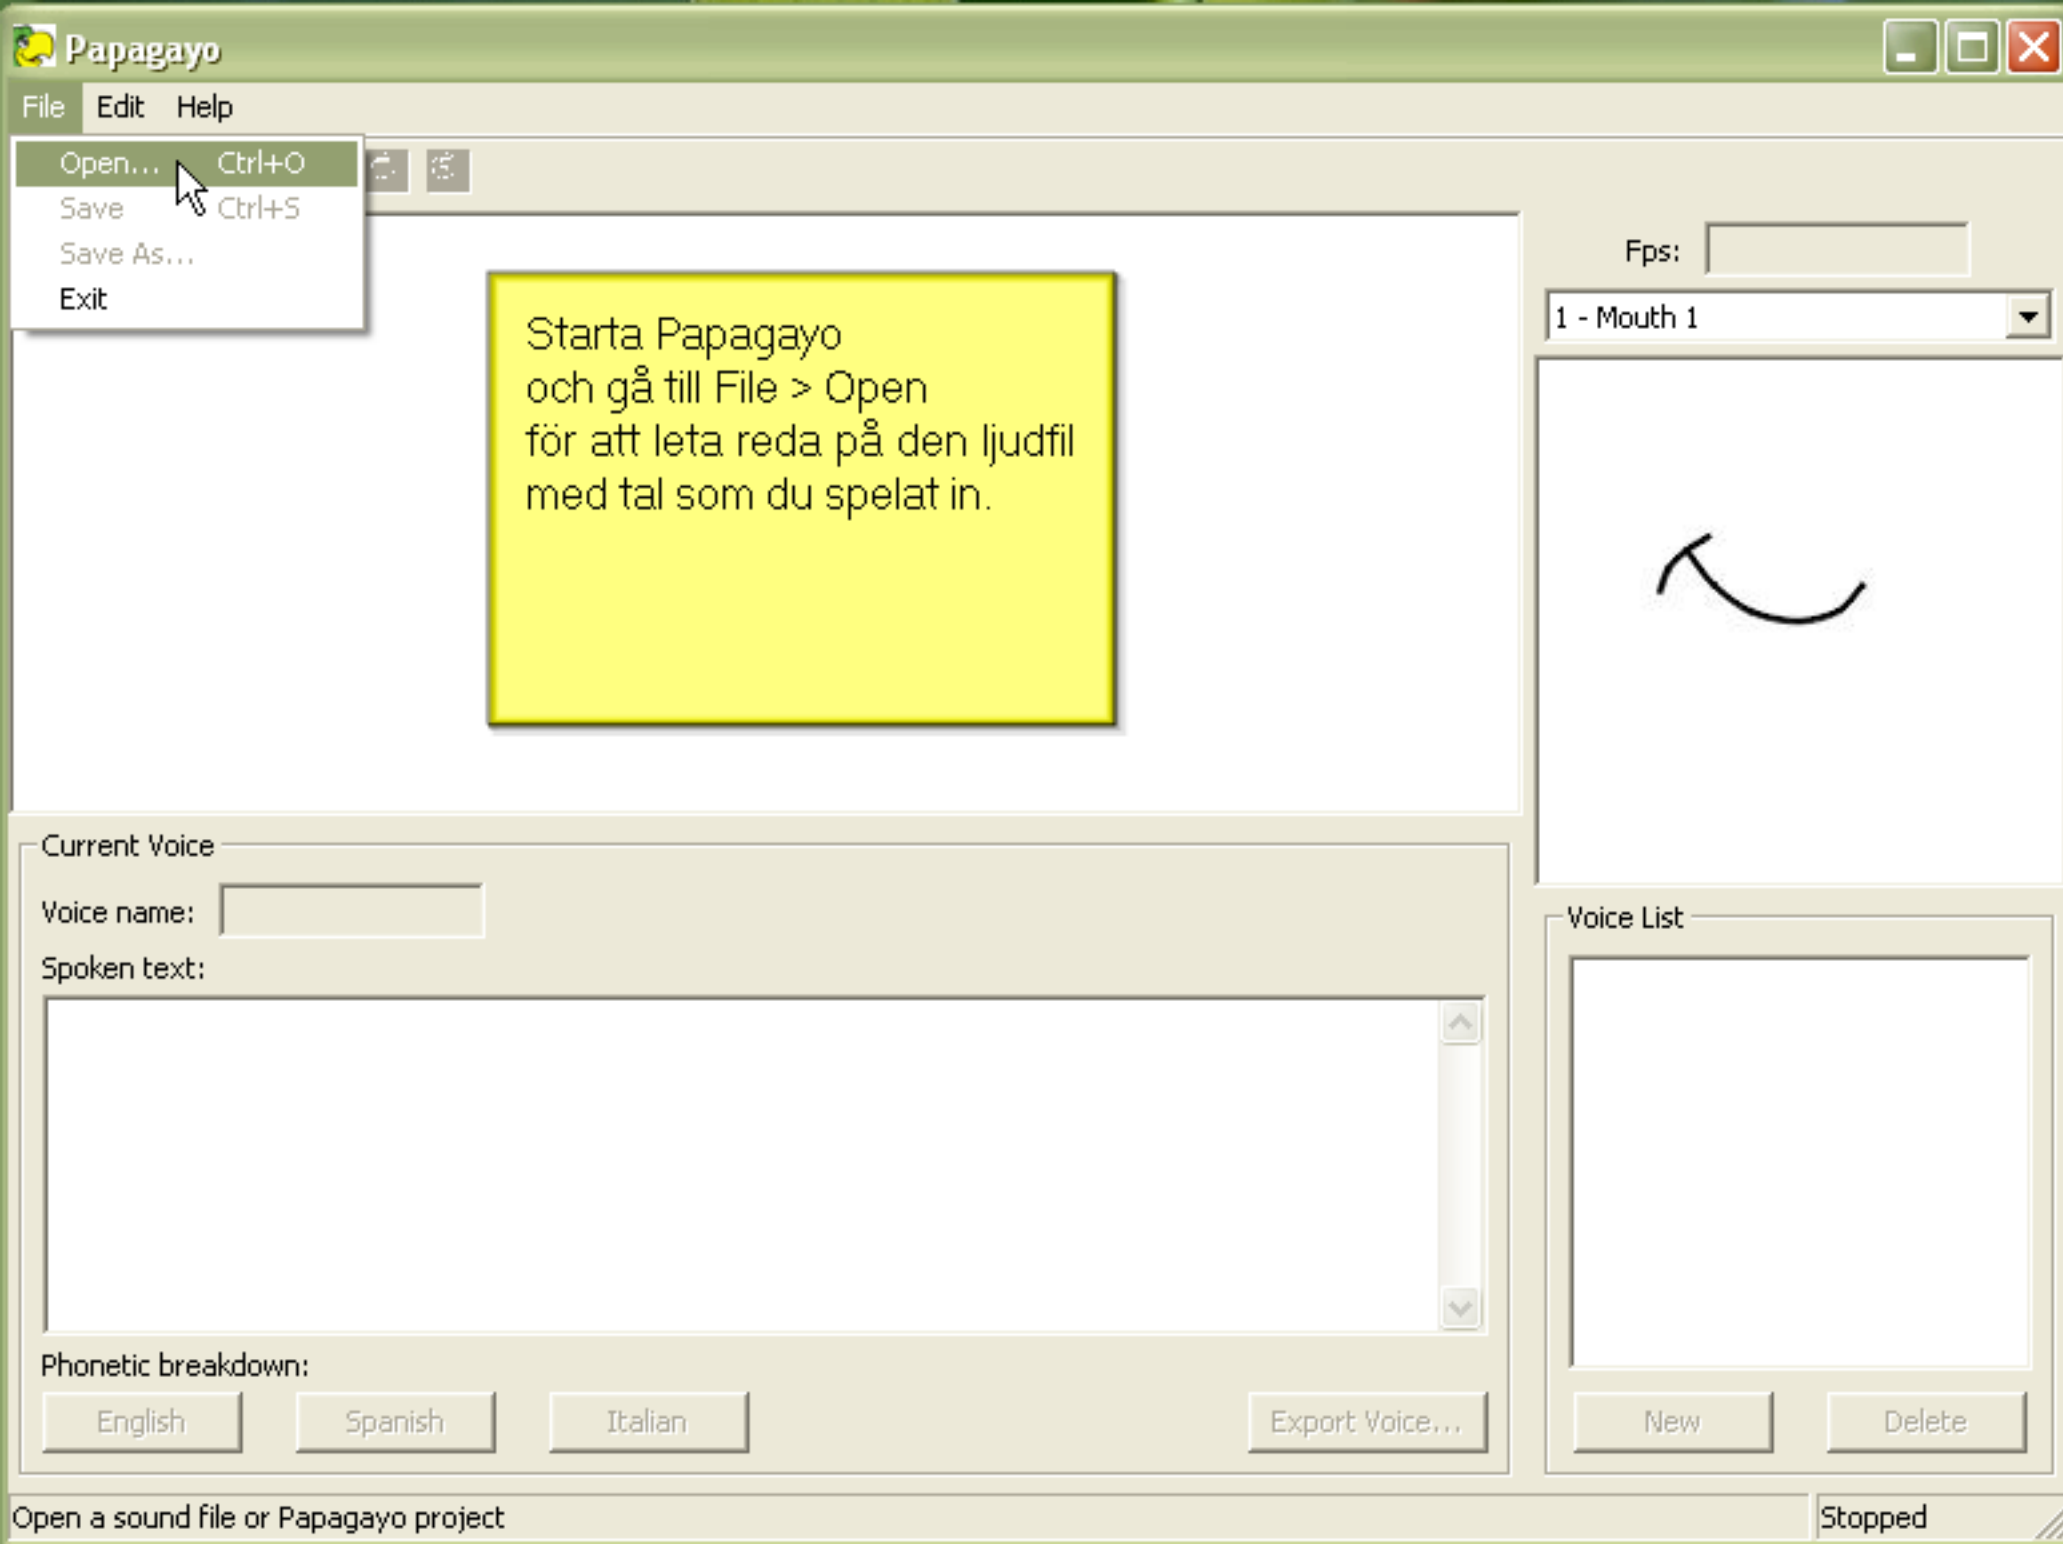 Papagayo
File Edit Help
Open... Ctrl+O
Save Ctrl+S
Save As...
Exit
Starta Papagayo
och gå till File > Open
för att leta reda på den ljudfil
med tal som du spelat in.
Fps:
1 - Mouth 1
Current Voice
Voice name:
Spoken text:
Phonetic breakdown:
English Spanish Italian Export Voice...
Voice List
New Delete
Open a sound file or Papagayo project
Stopped